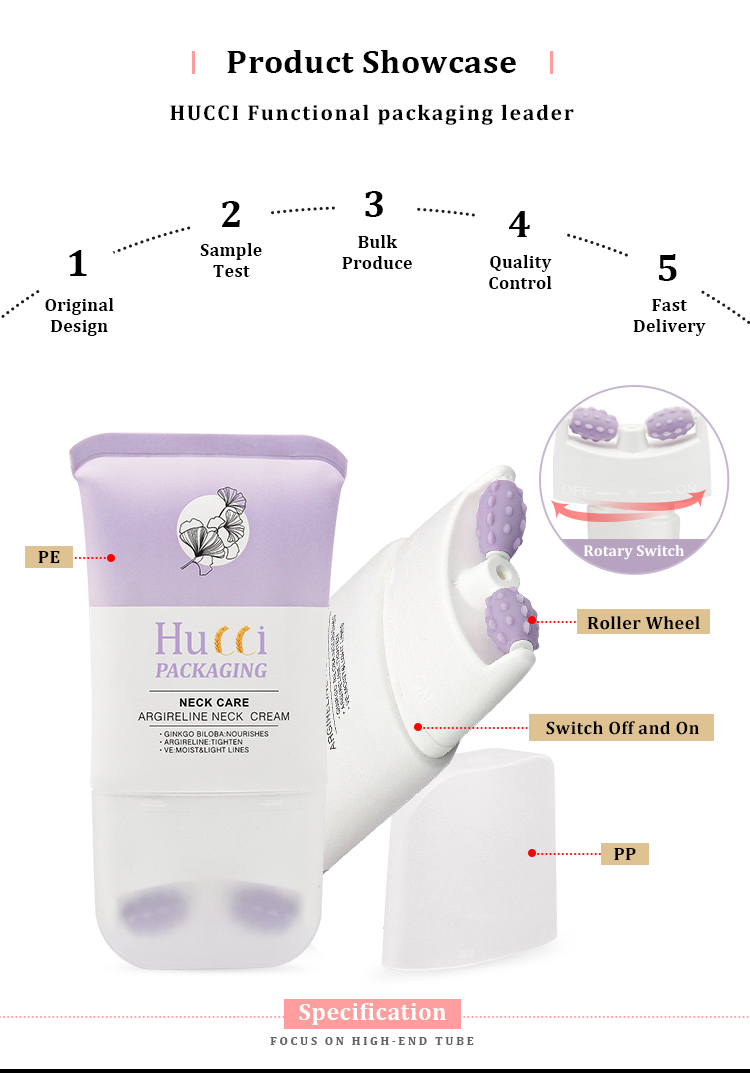 Product Showcase
HUCCI Functional packaging leader
1
Original
Design
2
Sample
Test
3
Bulk
Produce
4
Quality
Control
5
Fast
Delivery
OFF
ON
Rotary Switch
PE
Roller Wheel
Switch Off and On
PP
Hucci
PACKAGING
NECK CARE
ARGIRELINE NECK CREAM
• GINKGO BILOBA:NOURISHES
• ARGIRELINE:TIGHTEN
• VE:MOIST&LIGHT LINES
Specification
FOCUS ON HIGH-END TUBE